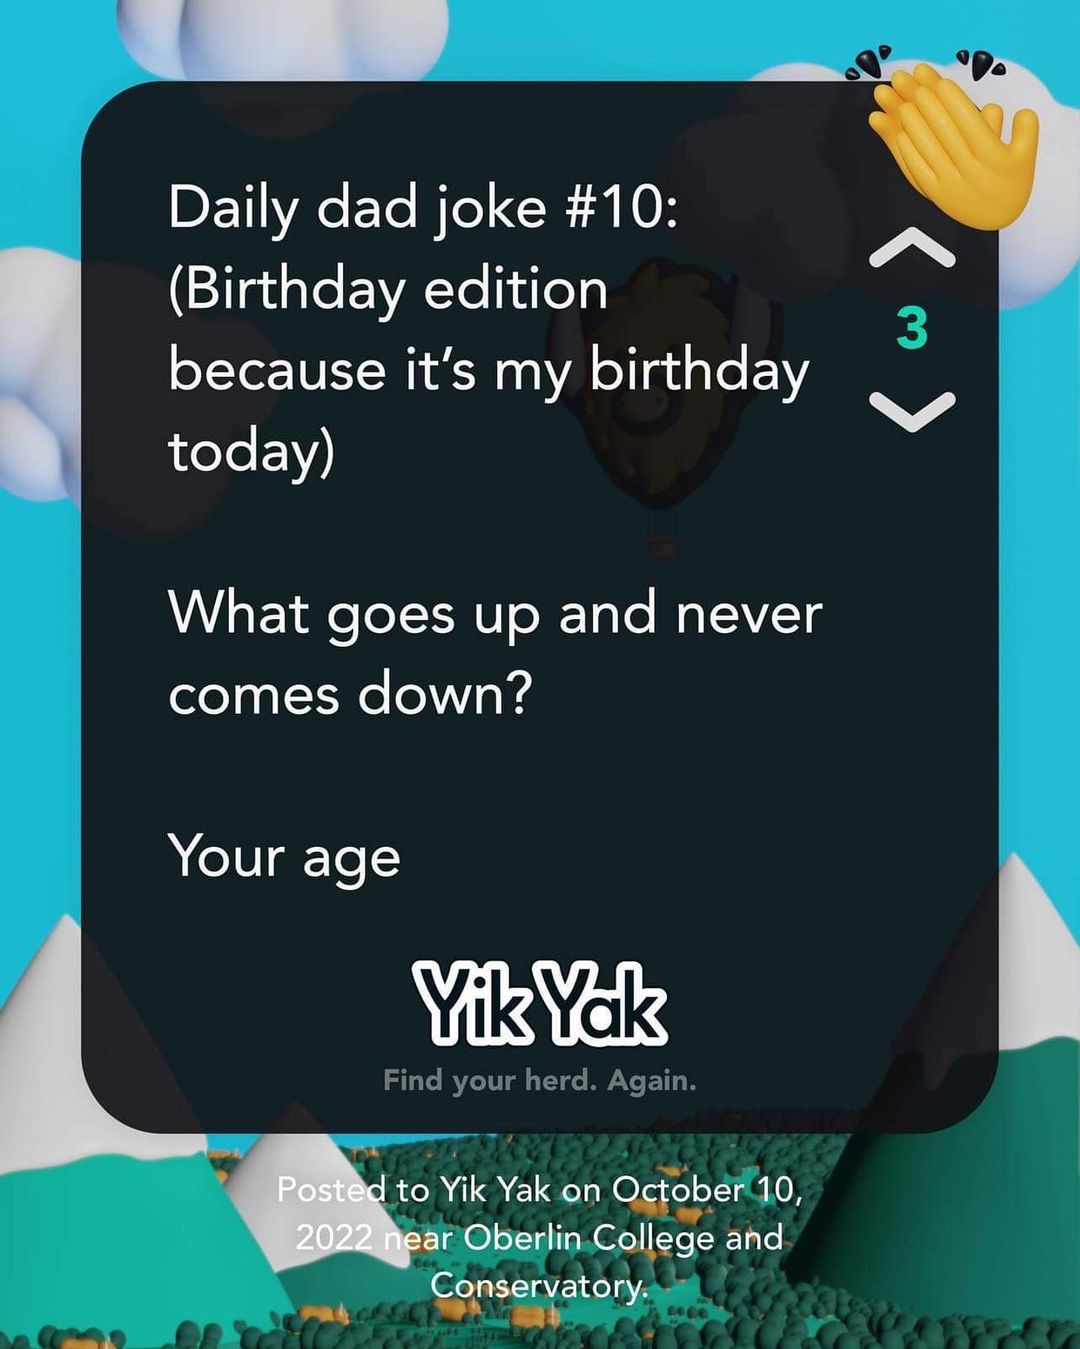 Daily dad joke #10:
(Birthday edition
because it’s my birthday
today)
3
What goes up and never
comes down?
Your age
Yik Yak
Find your herd. Again.
Posted to Yik Yak on October 10,
2022 near Oberlin College and
Conservatory.